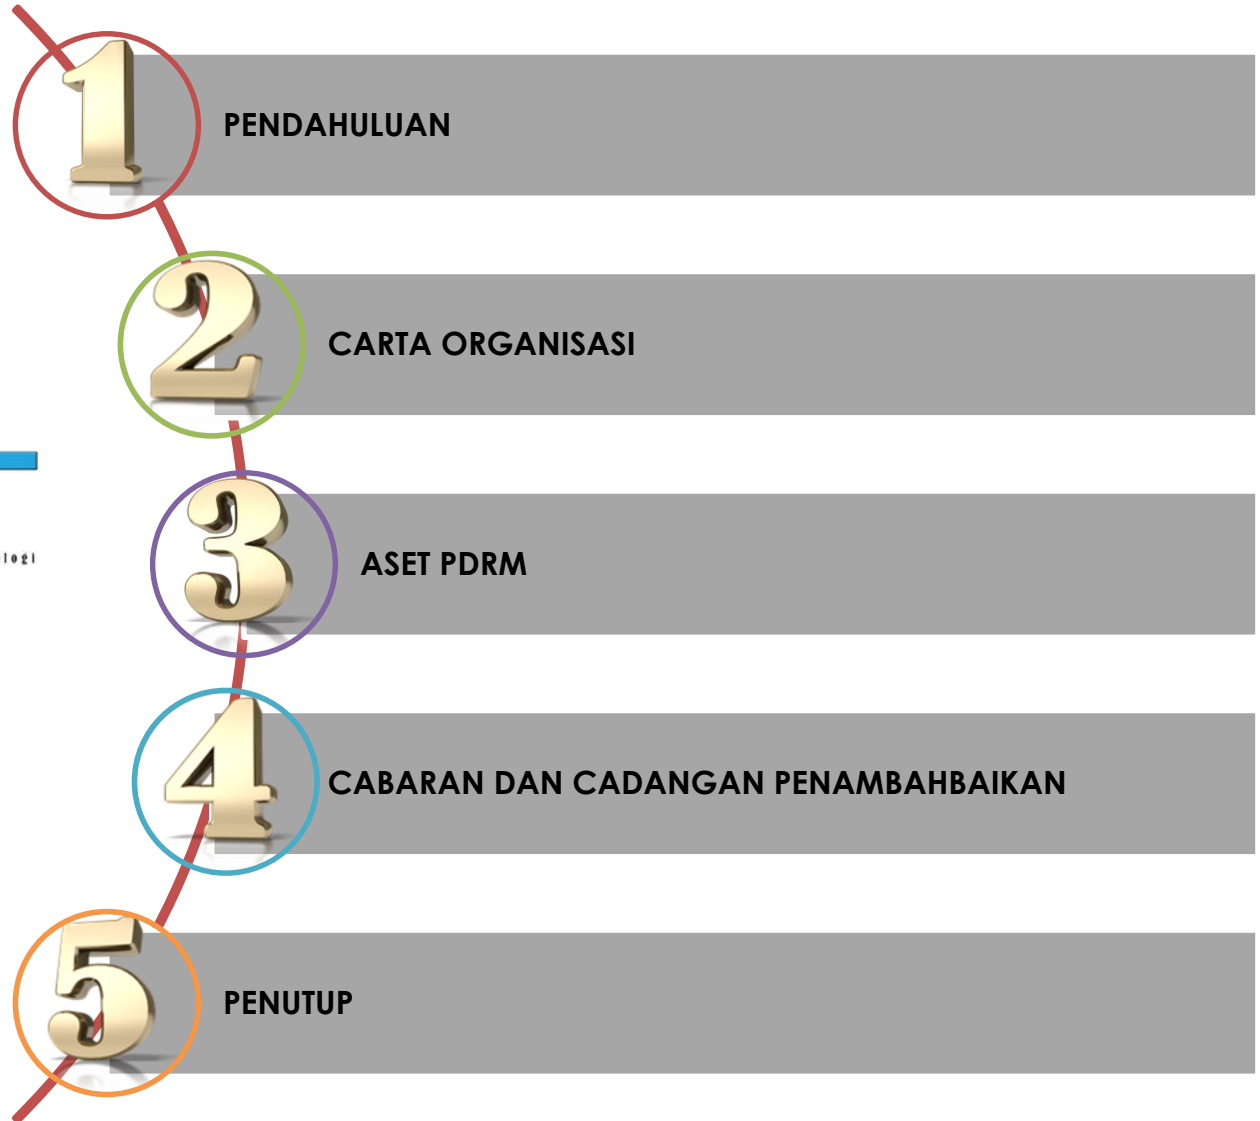 1
PENDAHULUAN
2
CARTA ORGANISASI
3
ASET PDRM
4
CABARAN DAN CADANGAN PENAMBAHBAIKAN
5
PENUTUP